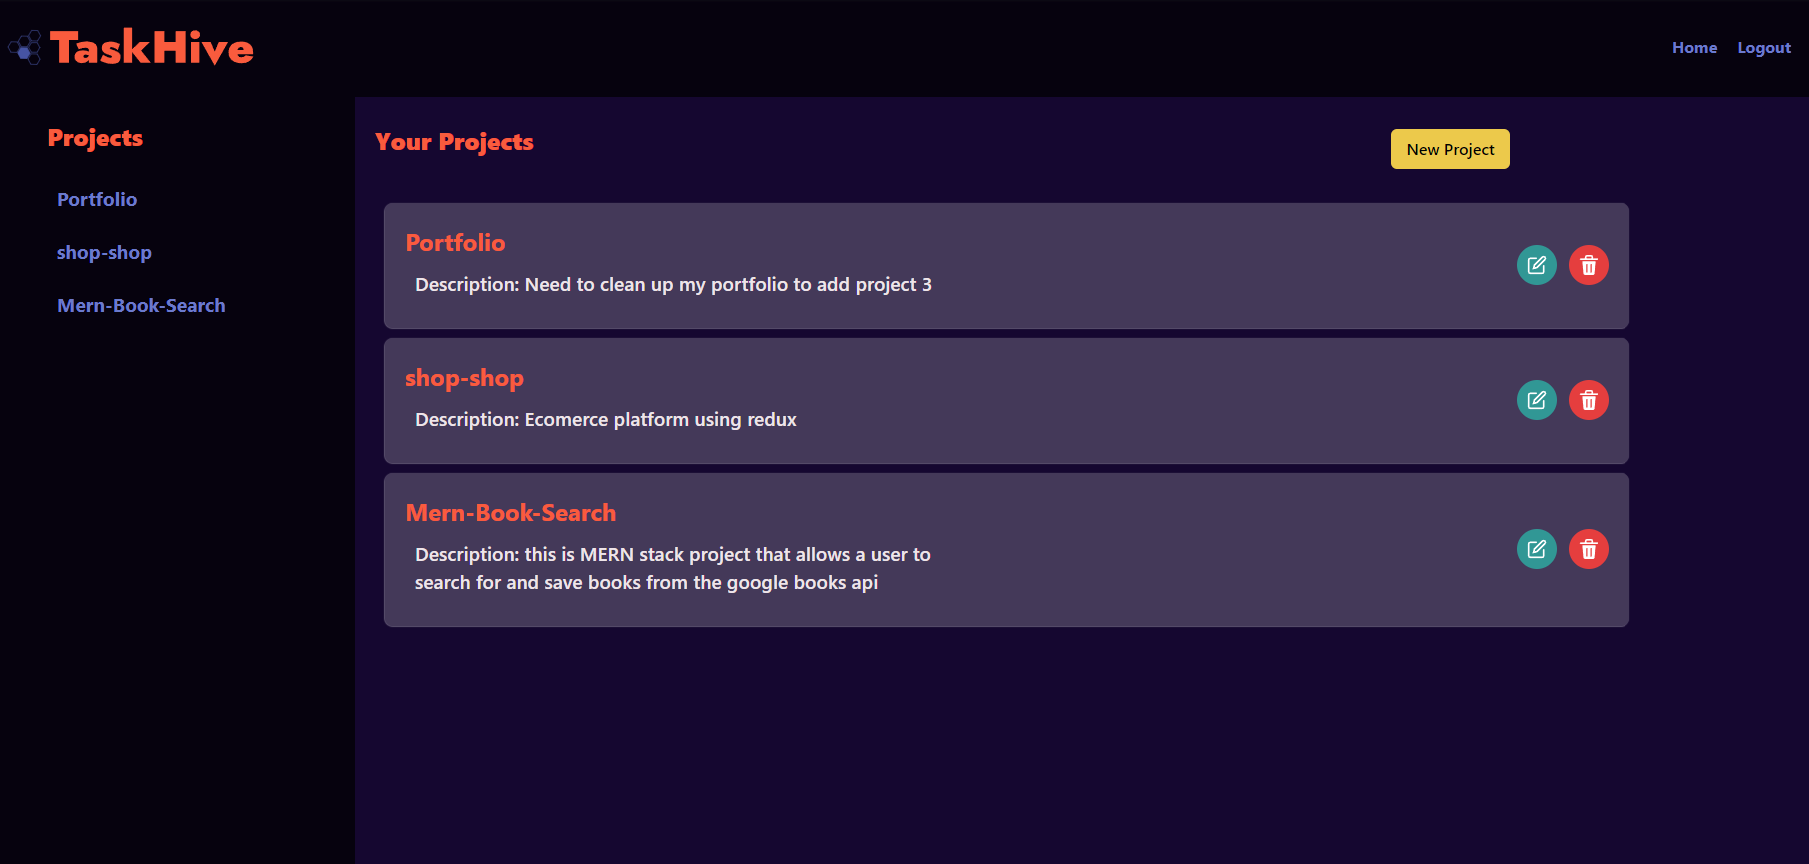 TaskHive
Home
Logout
Projects
Portfolio
shop-shop
Mern-Book-Search
Your Projects
New Project
Portfolio
Description: Need to clean up my portfolio to add project 3
shop-shop
Description: Ecomerce platform using redux
Mern-Book-Search
Description: this is MERN stack project that allows a user to
search for and save books from the google books api